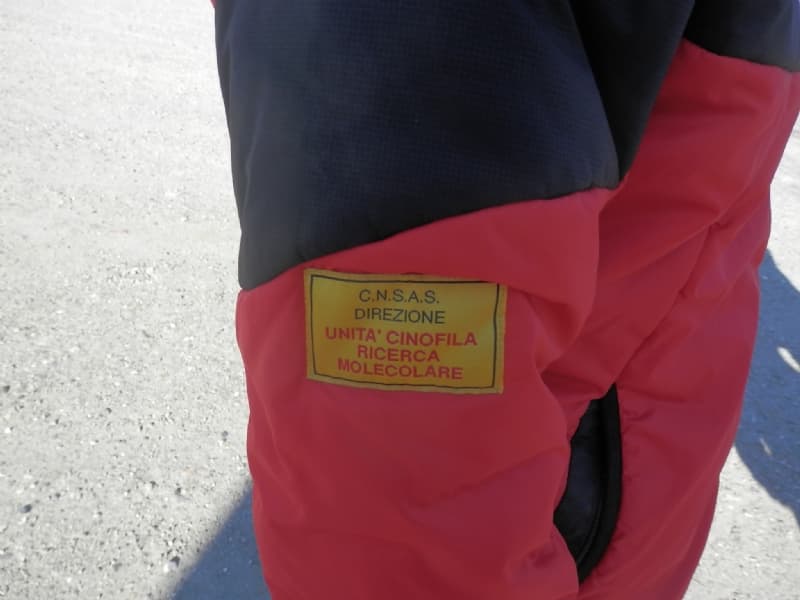 C.N.S.A.S.
DIREZIONE
UNITA' CINOFILA
RICERCA
MOLECOLARE